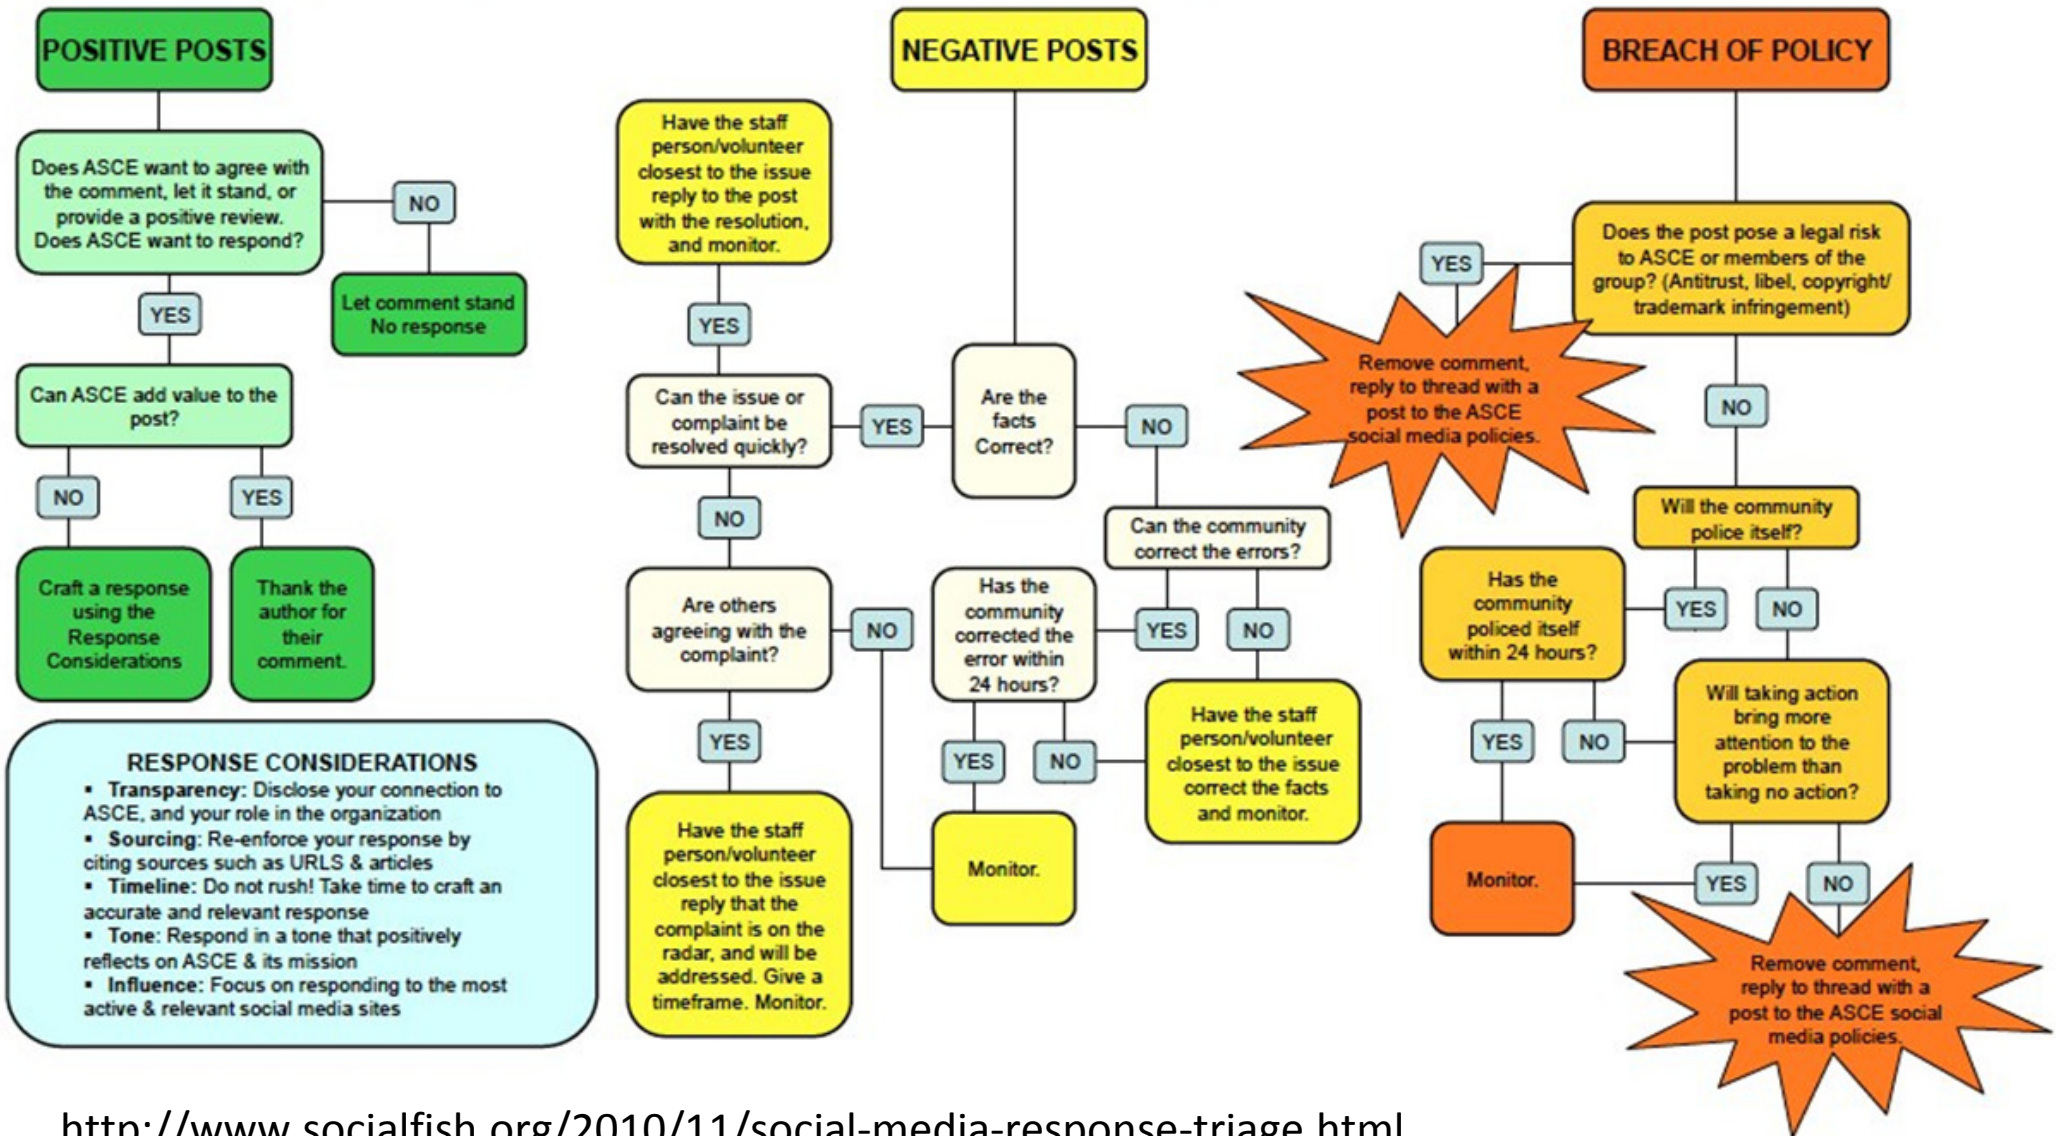 POSITIVE POSTS
Does ASCE want to agree with
the comment, let it stand, or
provide a positive review.
Does ASCE want to respond?
NO
Let comment stand
No response
YES
Can ASCE add value to the
post?
NO
YES
Craft a response
using the
Response
Considerations
Thank the
author for
their
comment.
RESPONSE CONSIDERATIONS
▪ Transparency: Disclose your connection to
ASCE, and your role in the organization
▪ Sourcing: Re-enforce your response by
citing sources such as URLS & articles
▪ Timeline: Do not rush! Take time to craft an
accurate and relevant response
▪ Tone: Respond in a tone that positively
reflects on ASCE & its mission
▪ Influence: Focus on responding to the most
active & relevant social media sites
NEGATIVE POSTS
Have the staff
person/volunteer
closest to the issue
reply to the post
with the resolution,
and monitor.
YES
Can the issue or
complaint be
resolved quickly?
YES
Are the
facts
Correct?
NO
NO
Can the community
correct the errors?
Are others
agreeing with the
complaint?
NO
Has the
community
corrected the
error within
24 hours?
YES
NO
YES
YES
NO
Have the staff
person/volunteer
closest to the issue
correct the facts
and monitor.
Have the staff
person/volunteer
closest to the issue
reply that the
complaint is on the
radar, and will be
addressed. Give a
timeframe. Monitor.
Monitor.
BREACH OF POLICY
Does the post pose a legal risk
to ASCE or members of the
group? (Antitrust, libel, copyright/
trademark infringement)
YES
Remove comment,
reply to thread with a
post to the ASCE
social media policies.
NO
Will the community
police itself?
Has the
community
policed itself
within 24 hours?
YES
NO
YES
NO
Will taking action
bring more
attention to the
problem than
taking no action?
Monitor.
YES
NO
Remove comment,
reply to thread with a
post to the ASCE social
media policies.
http://www.socialfish.org/2010/11/social-media-response-triage.html